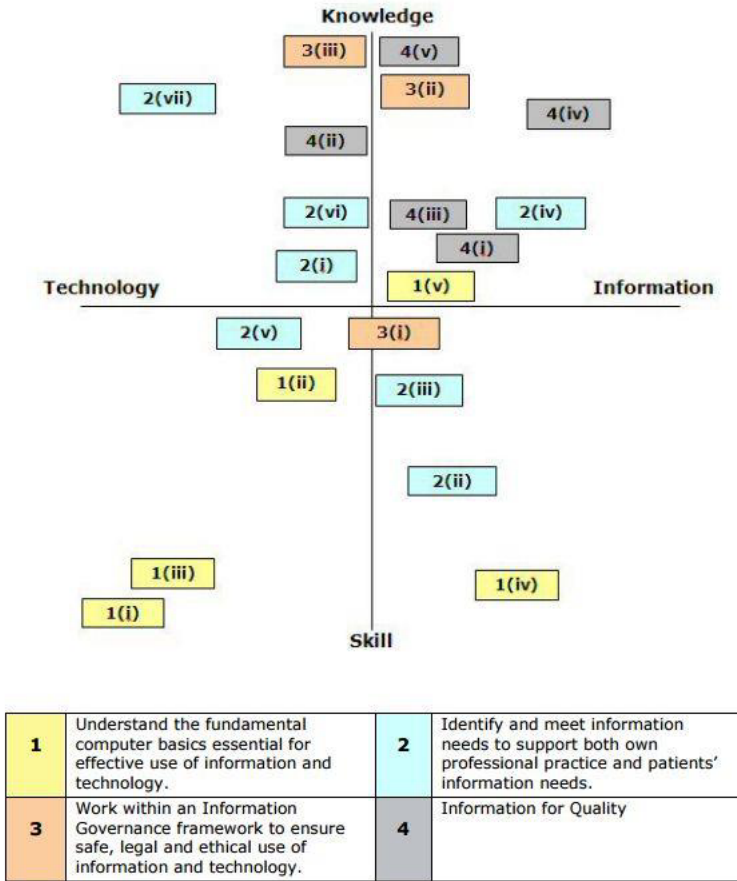 Knowledge
3(iii) 4(v)
3(ii)
2(vii)
4(iv)
4(ii)
2(vi) 4(iii) 2(iv)
4(i)
2(i)
1(v)
Technology Information
2(v) 3(i)
1(ii) 2(iii)
2(ii)
1(iii)
1(iv)
1(i)
Skill
1
Understand the fundamental
computer basics essential for
effective use of information and
technology.
2
Identify and meet information
needs to support both own
professional practice and patients’
information needs.
3
Work within an Information
Governance framework to ensure
safe, legal and ethical use of
information and technology.
4
Information for Quality